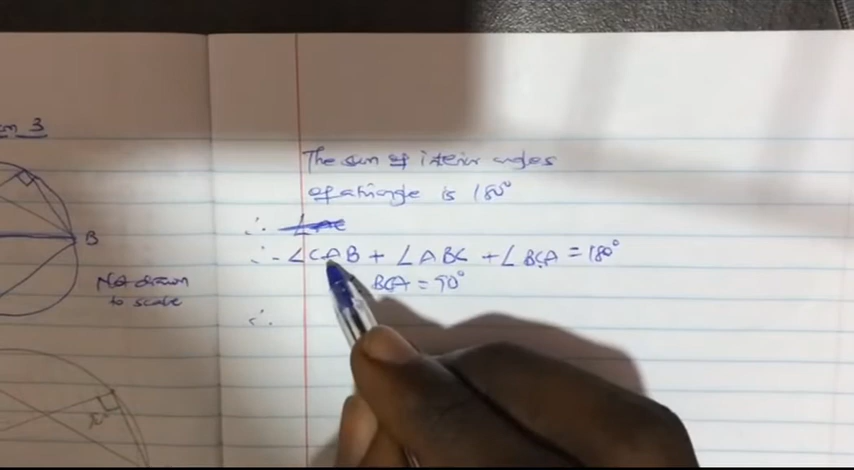 on 3
B
Not drawn
to scale
x
The sum of interior angles
of a triangle is 180°
∴
∴ ∠CAB + ∠ABC + ∠BCA = 180°
BCA = 90°
∴